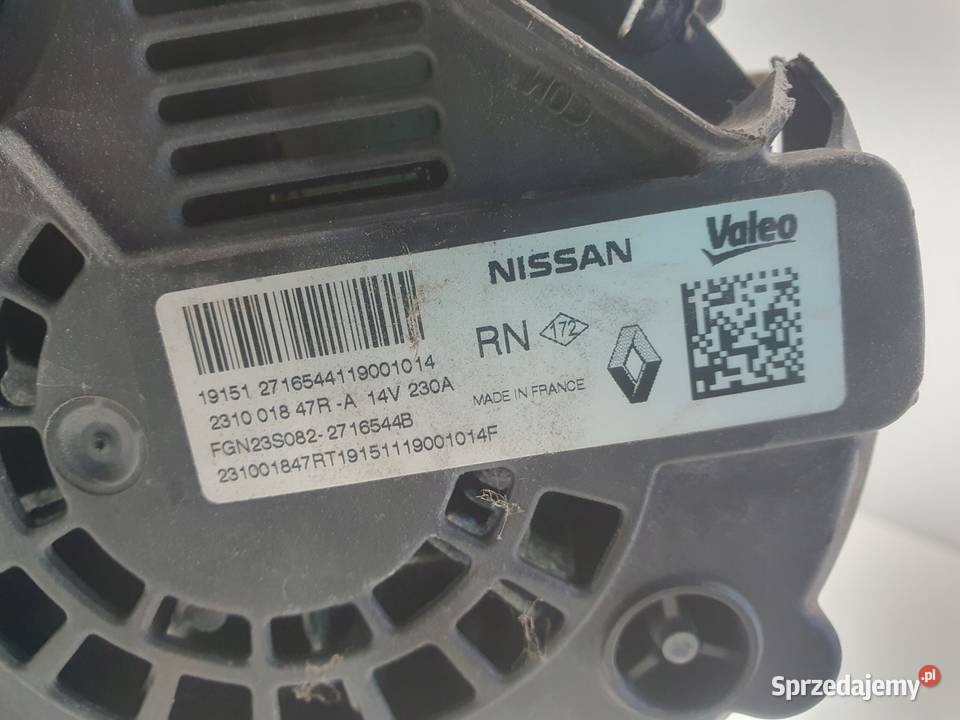 NOJ
NISSAN
Valeo
RN 172
MADE IN FRANCE
19151 2716544119001014
2310 018 47R -A 14V 230A
FGN23S082-2716544B
231001847RT19151119001014F
Sprzedajemy.pl